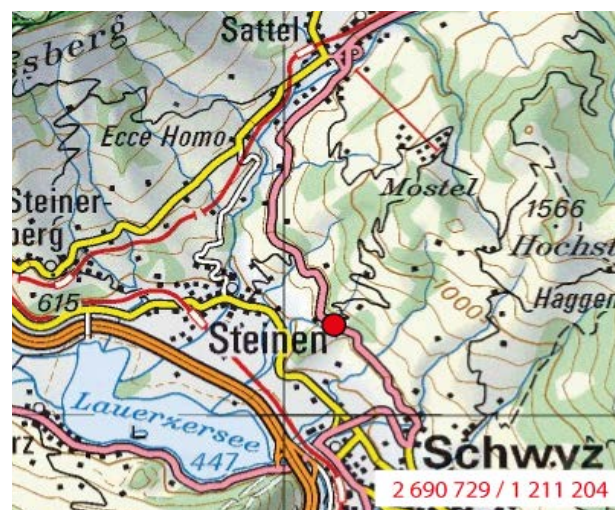 Sattel
sberg
P
Ecce Homo
Mostel
Steiner-
berg
1566
Hochst
Hagger
1000
615
Steinen
Lauerzersee
rz
447
Schwyz
2 690 729 / 1 211 204